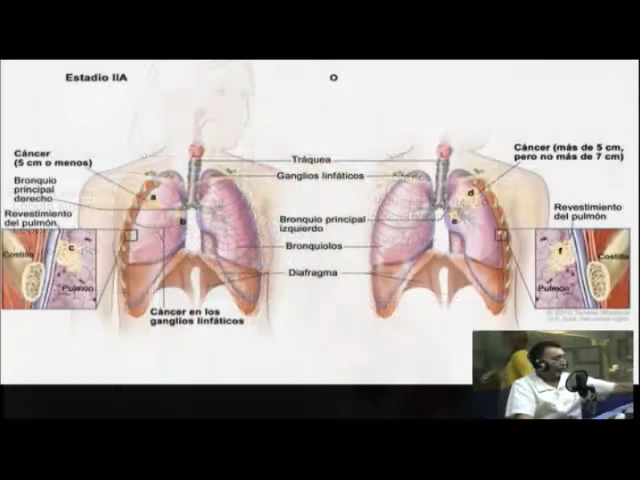 Estadio IIA
O
Cáncer
(5 cm o menos)
Bronquio
principal
derecho
Revestimiento
del pulmón
Costilla
Pulmón
a
b
c
Cáncer en los
ganglios linfáticos
Tráquea
Ganglios linfáticos
Bronquio principal
izquierdo
Bronquiolos
Diafragma
Cáncer (más de 5 cm,
pero no más de 7 cm)
Revestimiento
del pulmón
d
e
f
Costilla
Pulmón